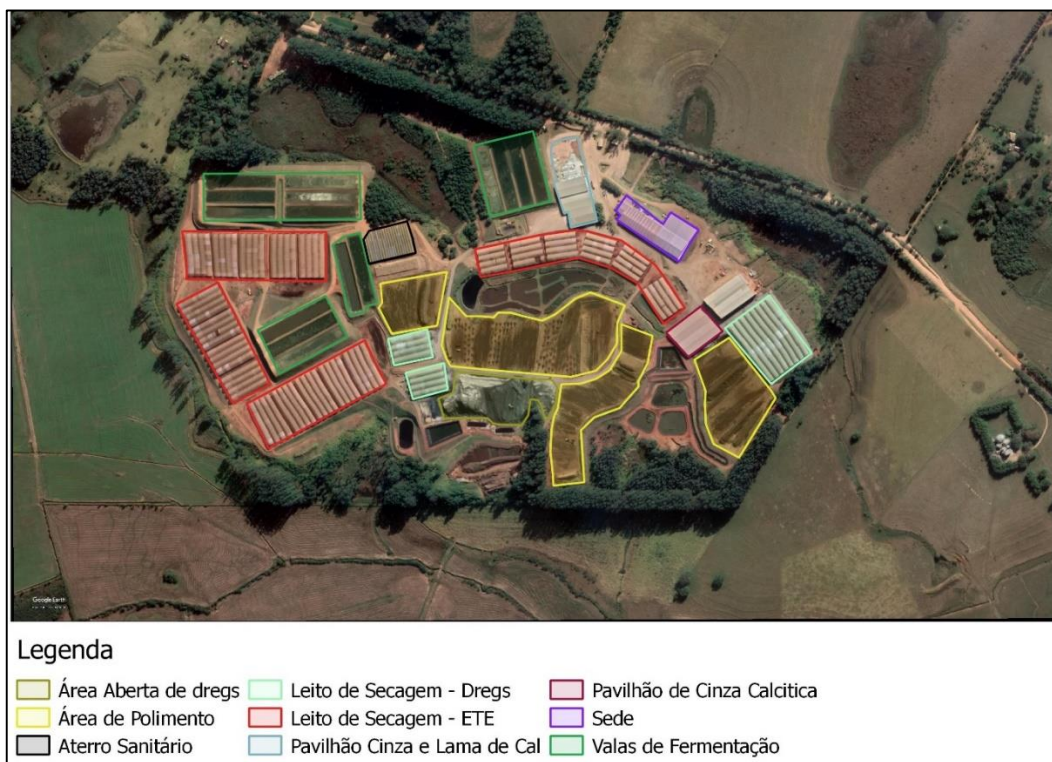 Google Earth
Legenda
Área Aberta de dregs
Leito de Secagem - Dregs
Pavilhão de Cinza Calcitica
Área de Polimento
Leito de Secagem - ETE
Sede
Aterro Sanitário
Pavilhão Cinza e Lama de Cal
Valas de Fermentação